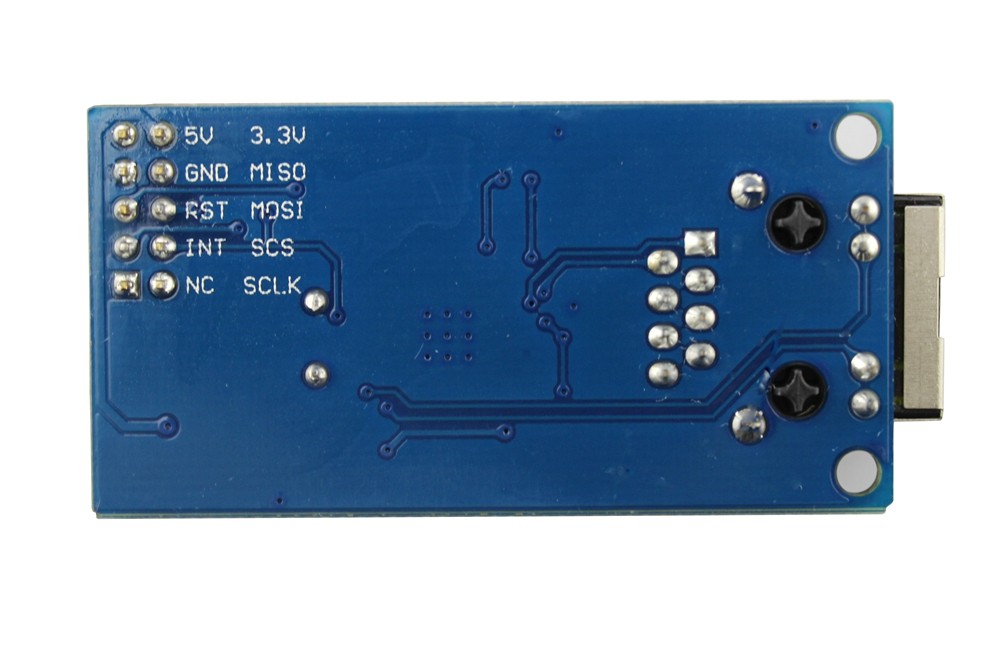 5V 3.3V
GND MISO
RST MOSI
INT SCS
NC SCLK